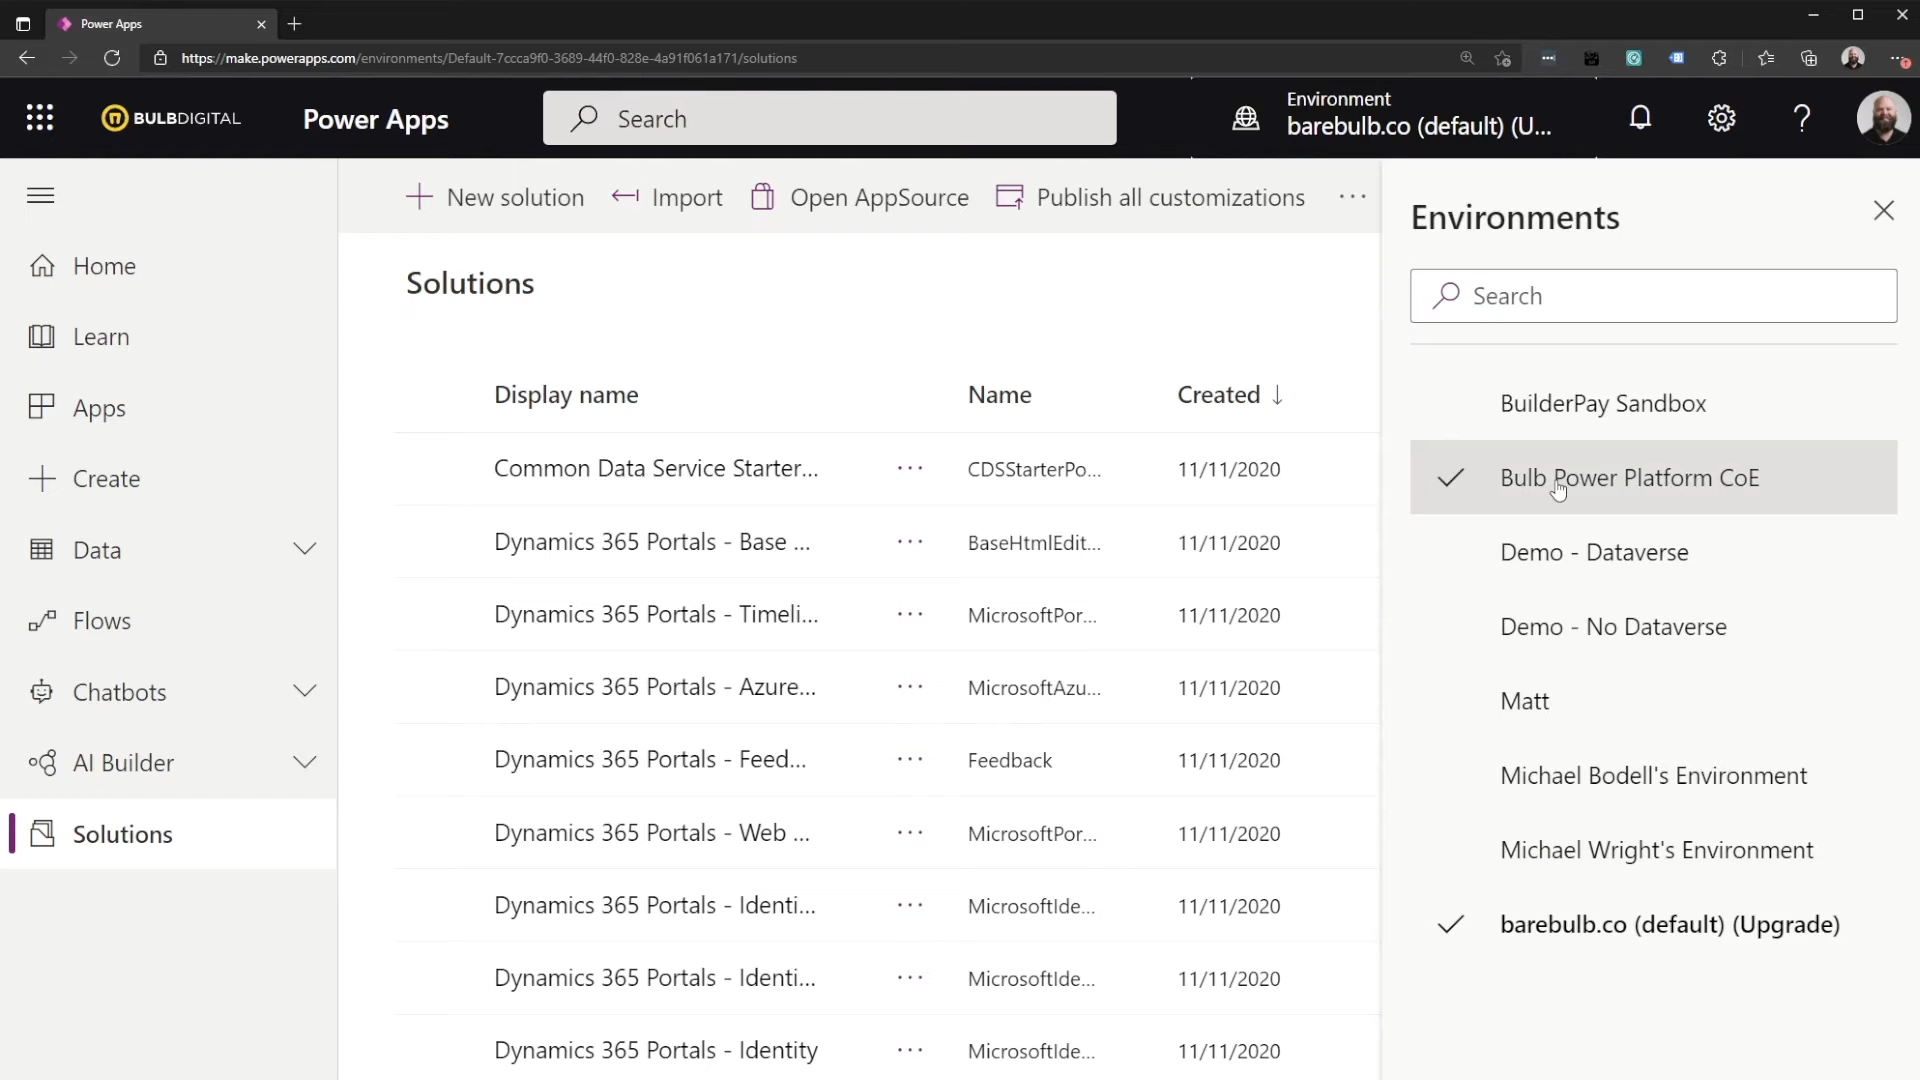 Power Apps
https://make.powerapps.com/environments/Default-7ccca9f0-3689-44f0-828e-4a91f061a171/solutions
BULBDIGITAL
Power Apps
Search
Environment
barebulb.co (default) (U...
New solution
Import
Open AppSource
Publish all customizations
Home
Learn
Apps
Create
Data
Flows
Chatbots
AI Builder
Solutions
Solutions
Display name Name Created
Common Data Service Starter... CDSStarterPo... 11/11/2020
Dynamics 365 Portals - Base ... BaseHtmlEdit... 11/11/2020
Dynamics 365 Portals - Timeli... MicrosoftPor... 11/11/2020
Dynamics 365 Portals - Azure... MicrosoftAzu... 11/11/2020
Dynamics 365 Portals - Feed... Feedback 11/11/2020
Dynamics 365 Portals - Web ... MicrosoftPor... 11/11/2020
Dynamics 365 Portals - Identi... MicrosoftIde... 11/11/2020
Dynamics 365 Portals - Identi... MicrosoftIde... 11/11/2020
Dynamics 365 Portals - Identity MicrosoftIde... 11/11/2020
Environments
Search
BuilderPay Sandbox
Bulb Power Platform CoE
Demo - Dataverse
Demo - No Dataverse
Matt
Michael Bodell's Environment
Michael Wright's Environment
barebulb.co (default) (Upgrade)